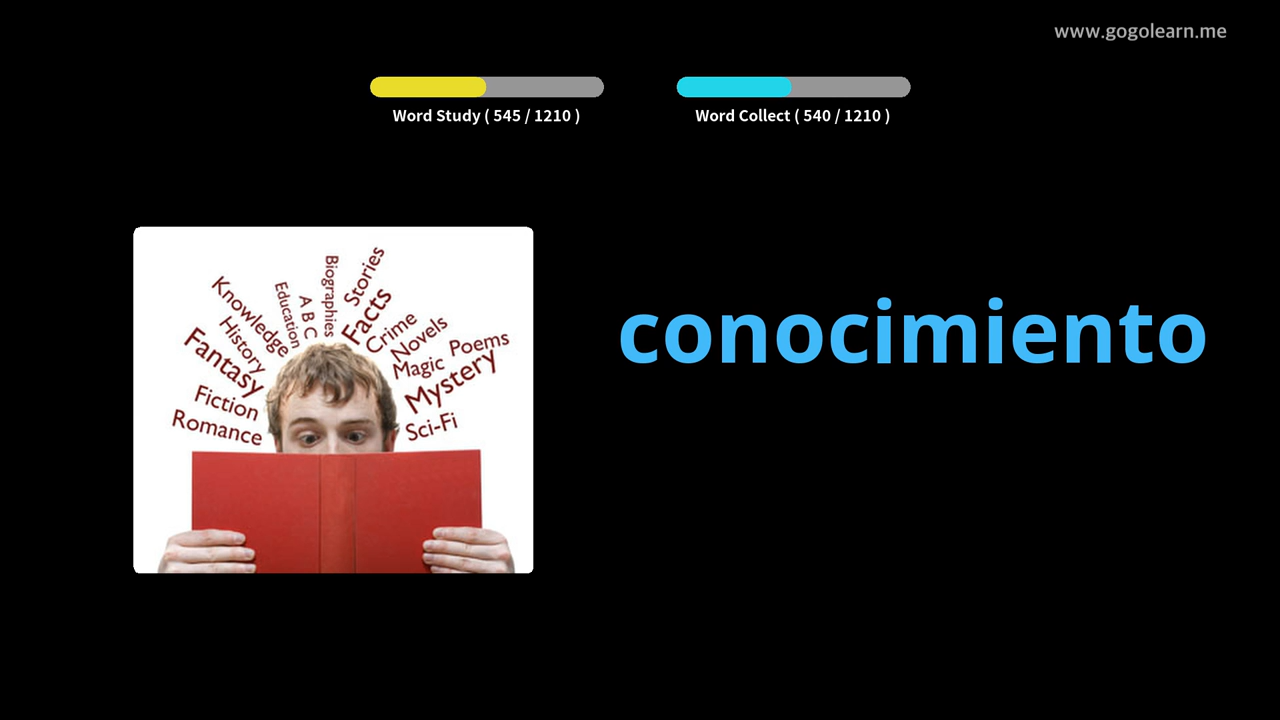 www.gogolearn.me
Word Study ( 545 / 1210 )
Word Collect ( 540 / 1210 )
Biographies
Stories
Education
A B C
Facts
Knowledge
Crime
History
Novels
Fantasy
Magic
Poems
Mystery
Fiction
Romance
Sci-Fi
conocimiento